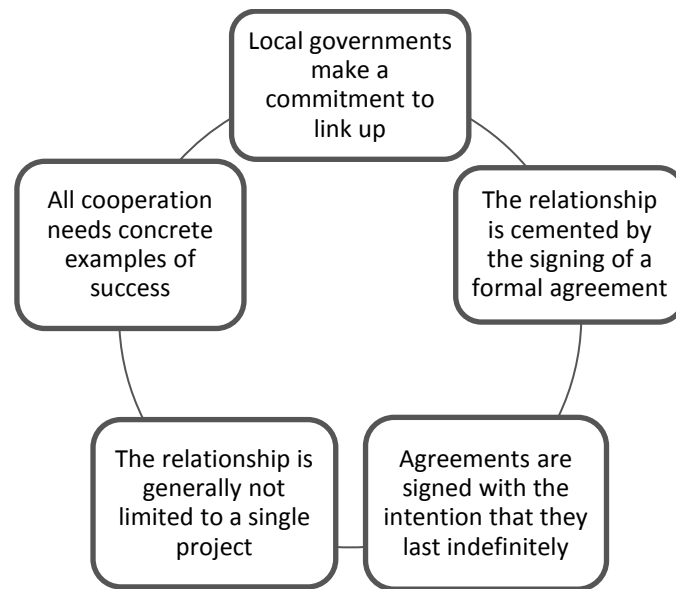 Local governments
make a
commitment to
link up
The relationship
is cemented by
the signing of a
formal agreement
Agreements are
signed with the
intention that they
last indefinitely
The relationship is
generally not
limited to a single
project
All cooperation
needs concrete
examples of
success